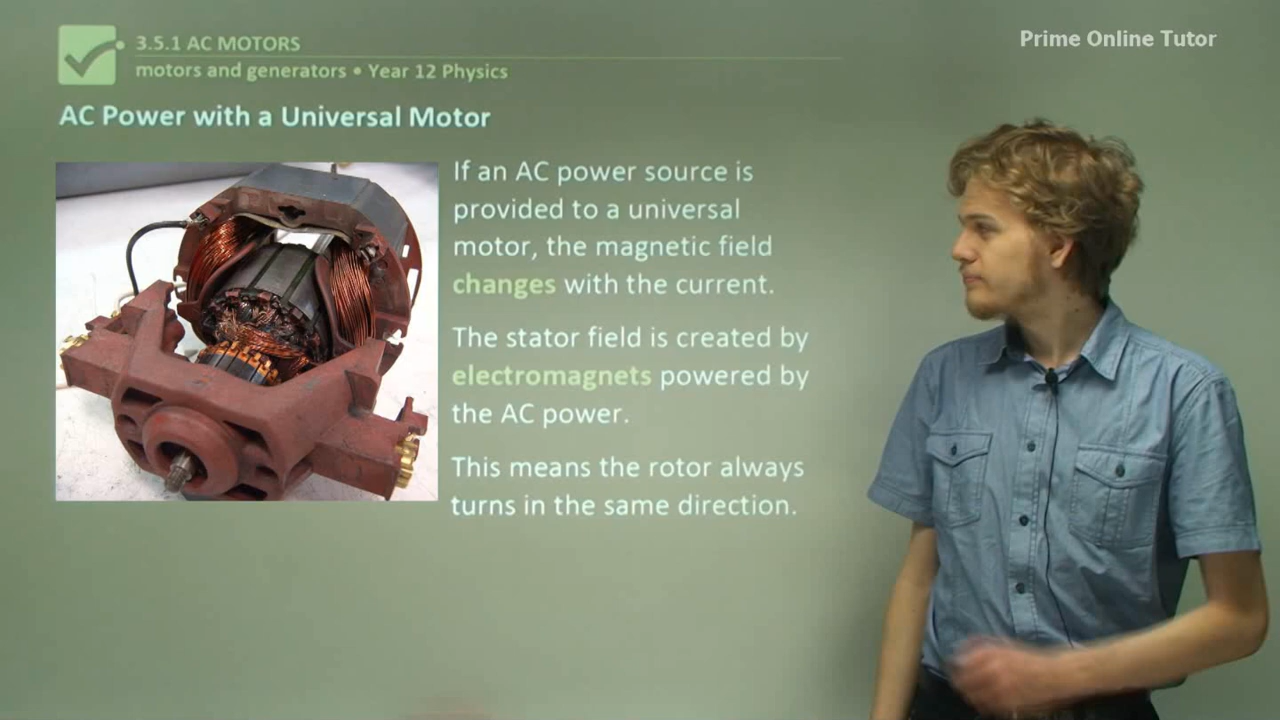 3.5.1 AC MOTORS
motors and generators • Year 12 Physics
Prime Online Tutor
AC Power with a Universal Motor
If an AC power source is
provided to a universal
motor, the magnetic field
changes with the current.
The stator field is created by
electromagnets powered by
the AC power.
This means the rotor always
turns in the same direction.